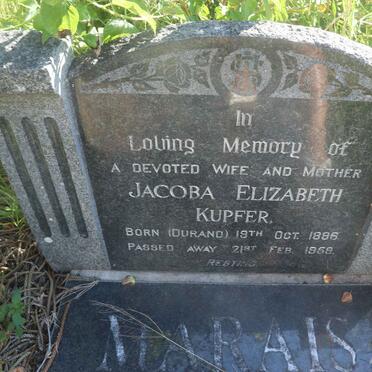 In
Loving Memory of
A DEVOTED WIFE AND MOTHER
JACOBA ELIZABETH
KUPFER.
BORN (DURAND) 19TH OCT. 1886
PASSED AWAY 21ST FEB. 1958.
RESTING
MARAIS